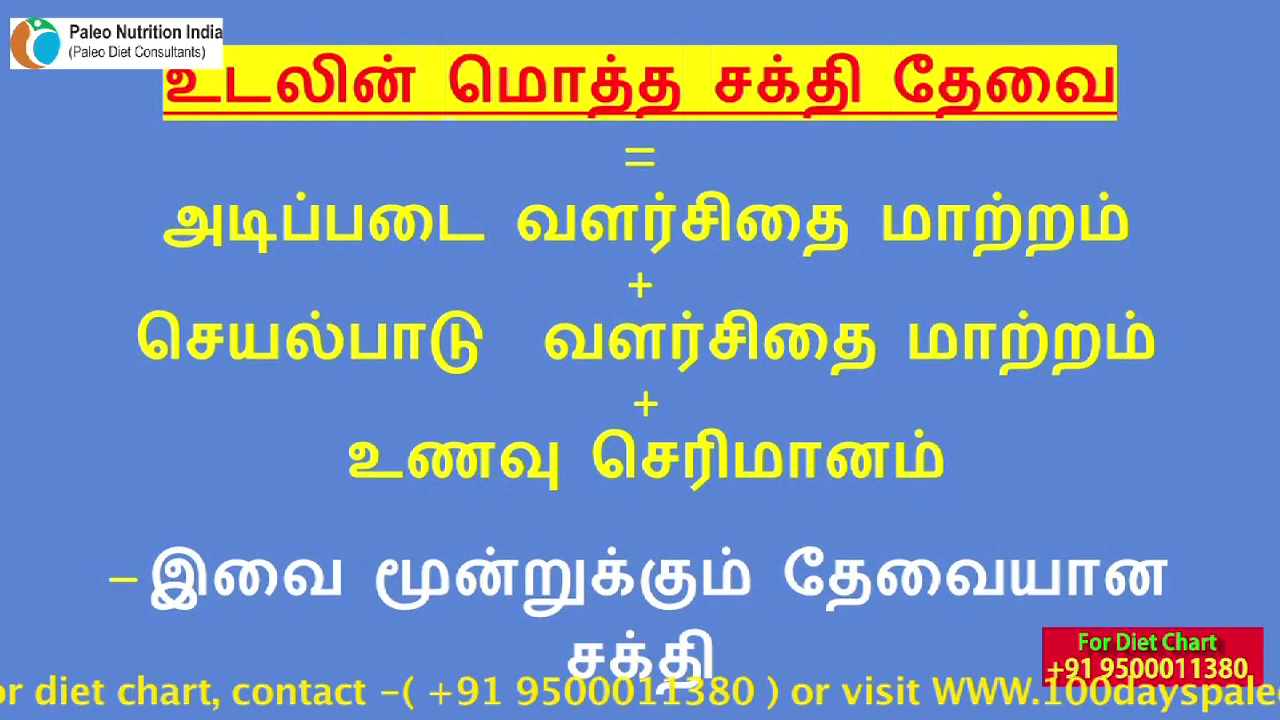 Paleo Nutrition India
(Paleo Diet Consultants)
உடலின் மொத்த சக்தி தேவை
=
அடிப்படை வளர்சிதை மாற்றம்
+
செயல்பாடு வளர்சிதை மாற்றம்
+
உணவு செரிமானம்
-இவை மூன்றுக்கும் தேவையான
சக்தி
For Diet Chart
+91 9500011380
or diet chart, contact -( +91 9500011380 ) or visit WWW.100dayspale